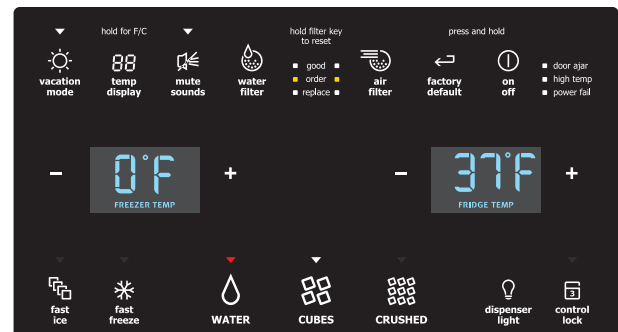 hold for F/C
hold filter key
to reset
press and hold
88
vacation
mode
temp
display
mute
sounds
water
filter
good
order
replace
air
filter
factory
default
on
off
door ajar
high temp
power fail
0°F
FREEZER TEMP
37°F
FRIDGE TEMP
fast
ice
fast
freeze
WATER
CUBES
CRUSHED
dispenser
light
3
control
lock